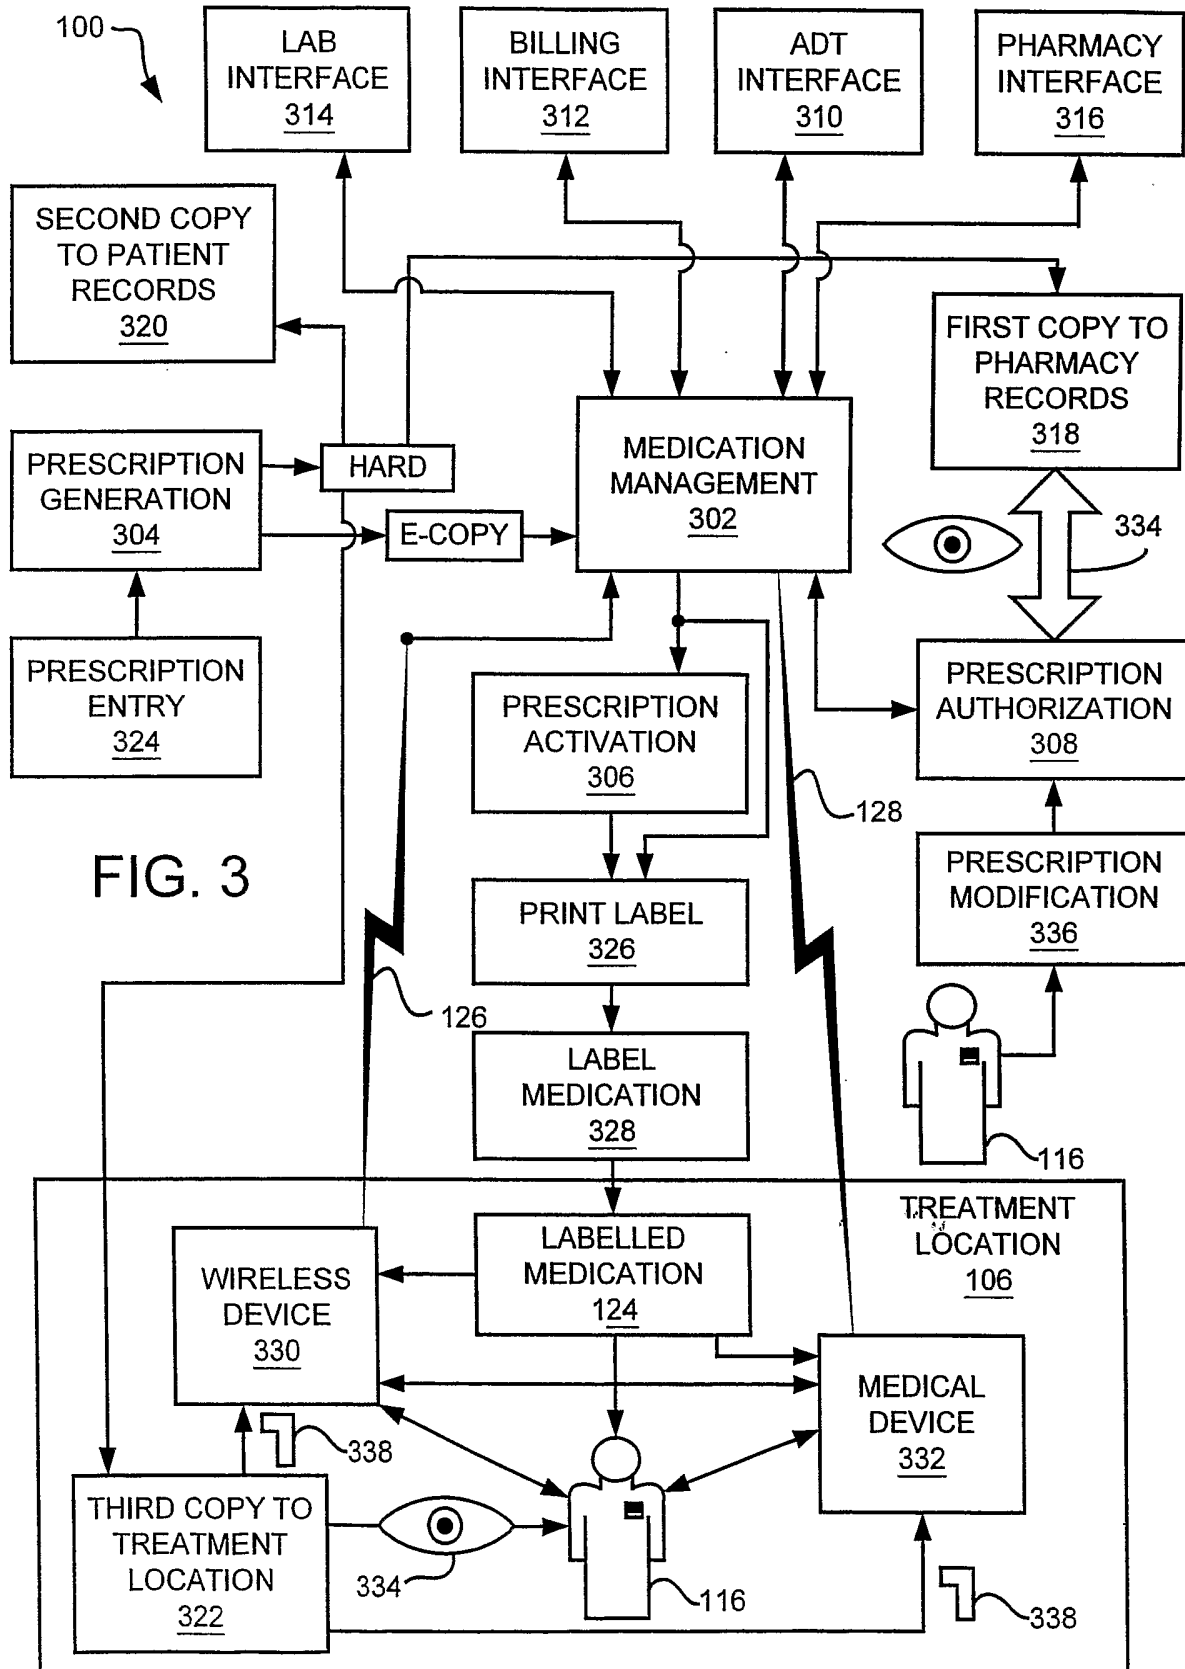 100
LAB
INTERFACE
314
BILLING
INTERFACE
312
ADT
INTERFACE
310
PHARMACY
INTERFACE
316
SECOND COPY
TO PATIENT
RECORDS
320
FIRST COPY TO
PHARMACY
RECORDS
318
PRESCRIPTION
GENERATION
304
HARD
E-COPY
MEDICATION
MANAGEMENT
302
334
PRESCRIPTION
ENTRY
324
PRESCRIPTION
ACTIVATION
306
PRESCRIPTION
AUTHORIZATION
308
128
FIG. 3
PRINT LABEL
326
PRESCRIPTION
MODIFICATION
336
126
LABEL
MEDICATION
328
116
TREATMENT
LOCATION
106
WIRELESS
DEVICE
330
LABELLED
MEDICATION
124
MEDICAL
DEVICE
332
338
THIRD COPY TO
TREATMENT
LOCATION
322
334
116
338